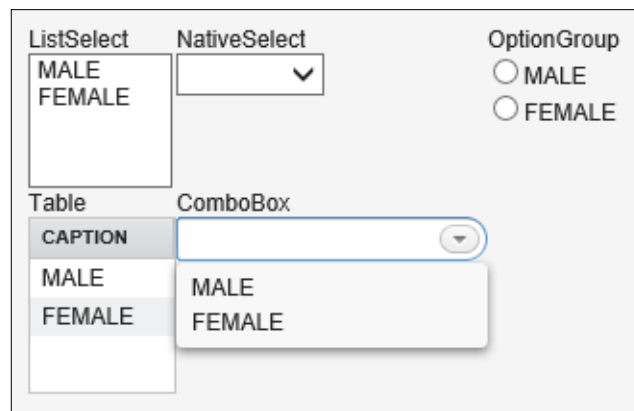 ListSelect
MALE
FEMALE
NativeSelect
OptionGroup
MALE
FEMALE
Table
CAPTION
MALE
FEMALE
ComboBox
MALE
FEMALE